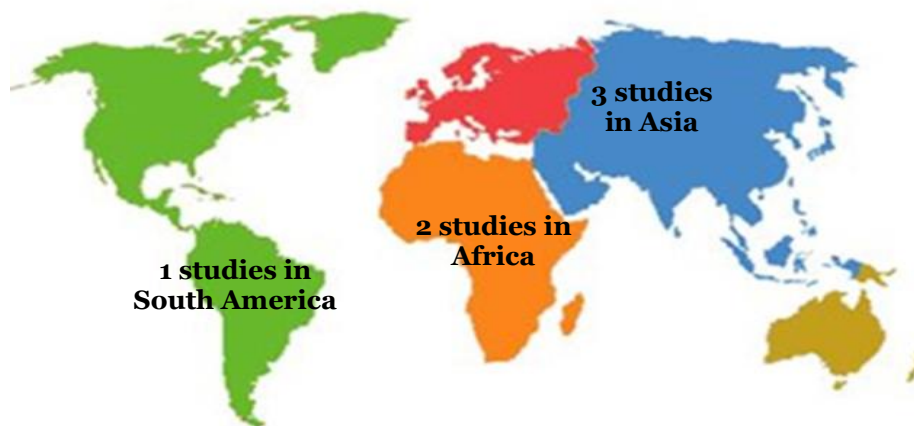 3 studies
in Asia
2 studies in
Africa
1 studies in
South America